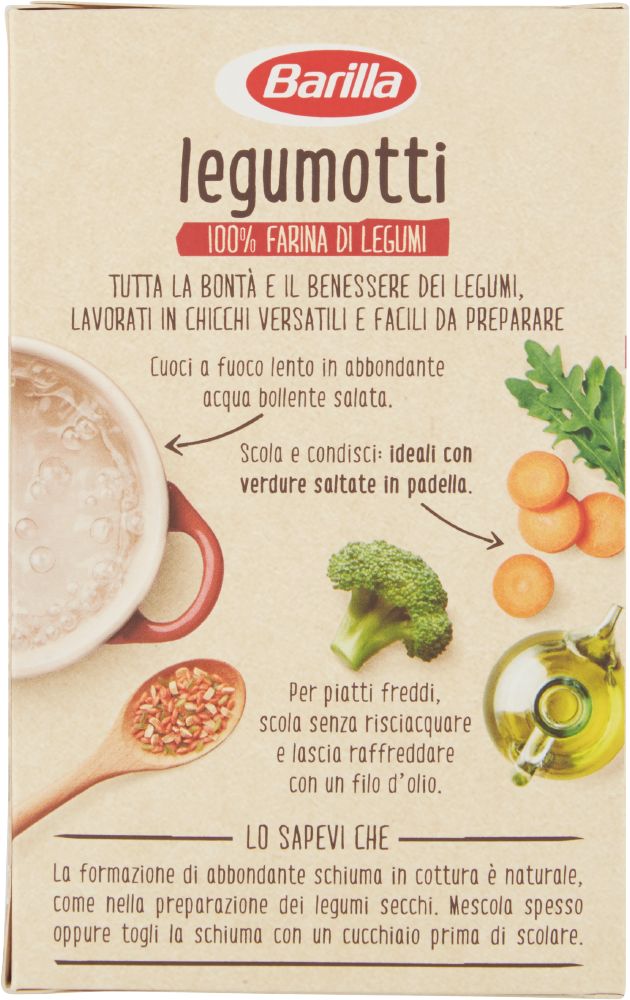 Barilla
legumotti
100% FARINA DI LEGUMI
TUTTA LA BONTÀ E IL BENESSERE DEI LEGUMI,
LAVORATI IN CHICCHI VERSATILI E FACILI DA PREPARARE
Cuoci a fuoco lento in abbondante
acqua bollente salata.
Scola e condisci: ideali con
verdure saltate in padella.
Per piatti freddi,
scola senza risciacquare
e lascia raffreddare
con un filo d'olio.
LO SAPEVI CHE
La formazione di abbondante schiuma in cottura è naturale,
come nella preparazione dei legumi secchi. Mescola spesso
oppure togli la schiuma con un cucchiaio prima di scolare.